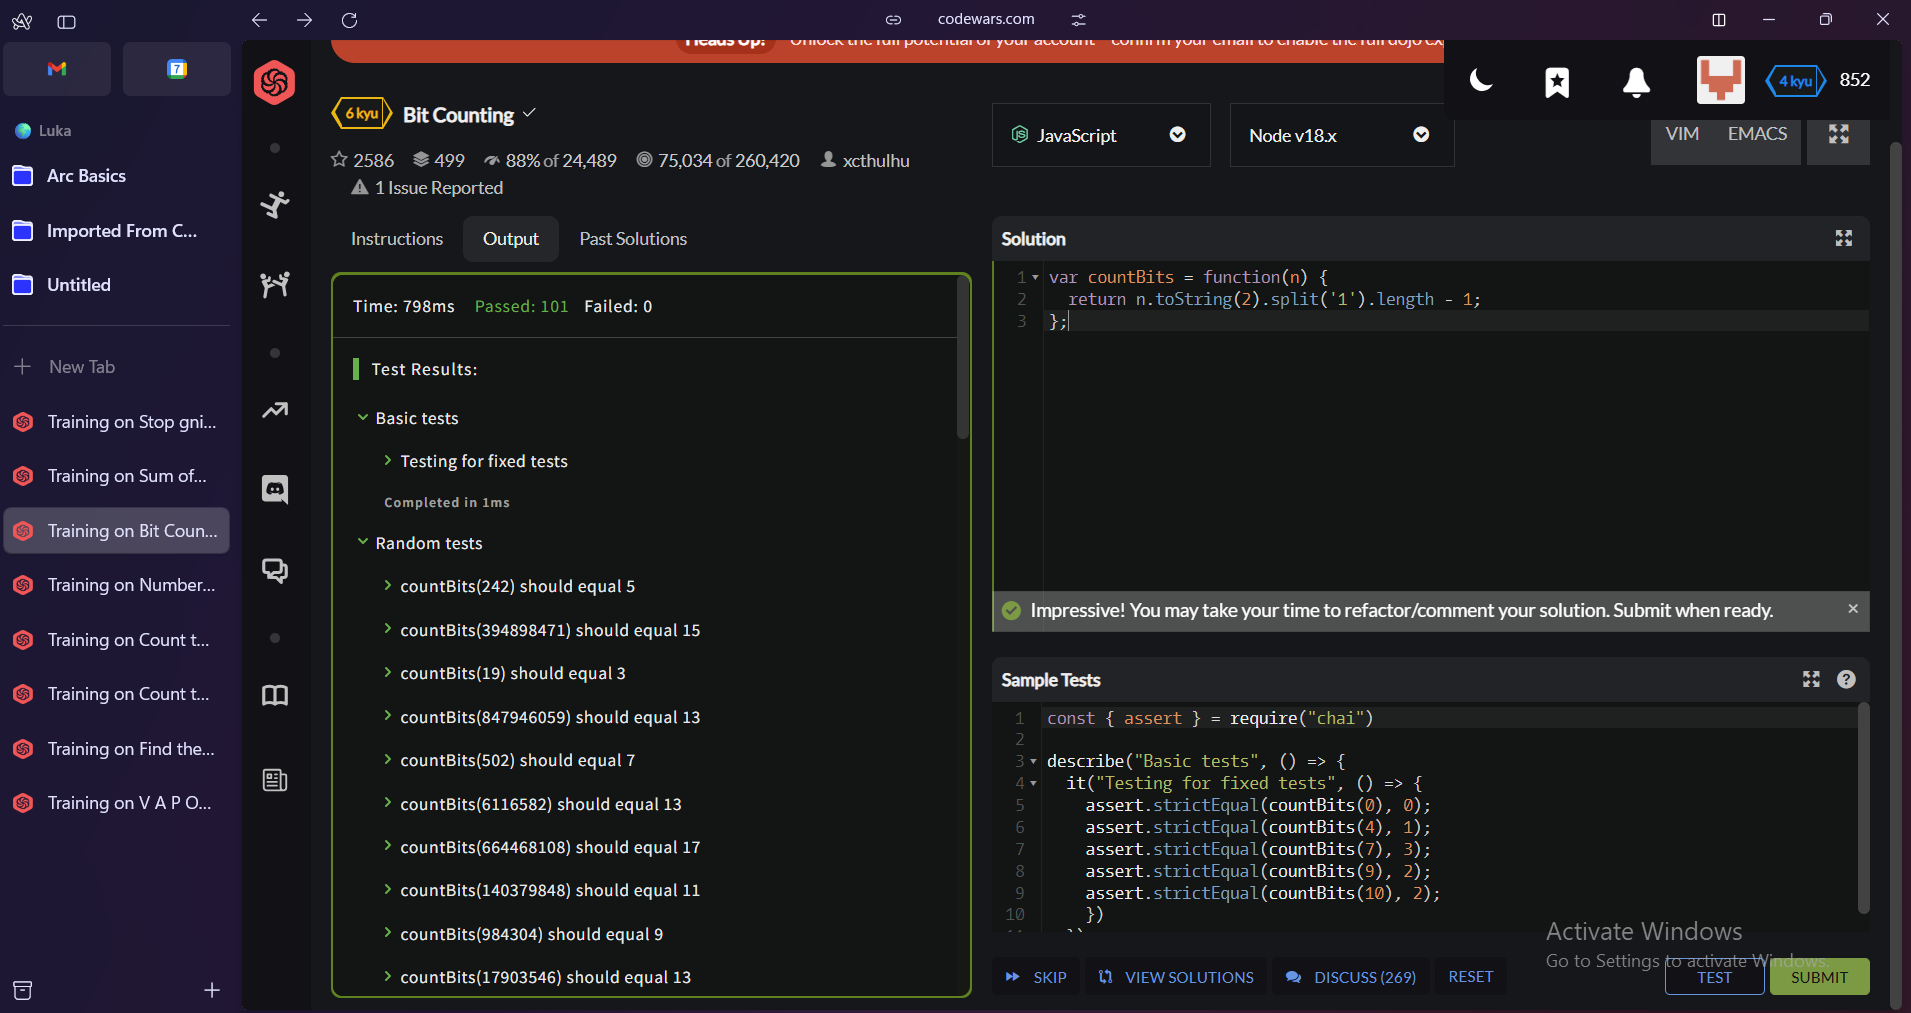 codewars.com
7
Luka
Arc Basics
Imported From C...
Untitled
New Tab
Training on Stop gni...
Training on Sum of...
Training on Bit Coun...
Training on Number...
Training on Count t...
Training on Count t...
Training on Find the...
Training on V A P O...
Heads Up! Unlock the full potential of your account - confirm your email to enable the full dojo ex
4 kyu 852
6 kyu Bit Counting
2586 499 88% of 24,489 75,034 of 260,420 xcthulhu
1 Issue Reported
JavaScript
Node v18.x
VIM EMACS
Instructions Output Past Solutions
Time: 798ms Passed: 101 Failed: 0
Test Results:
Basic tests
Testing for fixed tests
Completed in 1ms
Random tests
countBits(242) should equal 5
countBits(394898471) should equal 15
countBits(19) should equal 3
countBits(847946059) should equal 13
countBits(502) should equal 7
countBits(6116582) should equal 13
countBits(664468108) should equal 17
countBits(140379848) should equal 11
countBits(984304) should equal 9
countBits(17903546) should equal 13
Solution
1 var countBits = function(n) {
2 return n.toString(2).split('1').length - 1;
3 };
Impressive! You may take your time to refactor/comment your solution. Submit when ready.
Sample Tests
1 const { assert } = require("chai")
2
3 describe("Basic tests", () => {
4 it("Testing for fixed tests", () => {
5 assert.strictEqual(countBits(0), 0);
6 assert.strictEqual(countBits(4), 1);
7 assert.strictEqual(countBits(7), 3);
8 assert.strictEqual(countBits(9), 2);
9 assert.strictEqual(countBits(10), 2);
10 })
11 })
Activate Windows
Go to Settings to activate Windows.
SKIP VIEW SOLUTIONS DISCUSS (269) RESET TEST SUBMIT